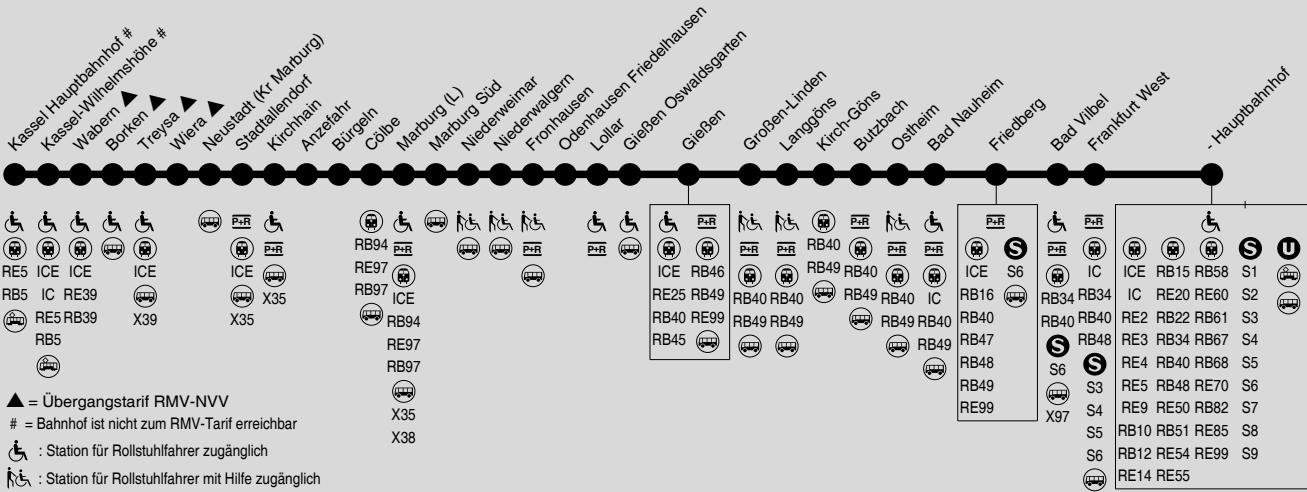 Kassel Hauptbahnhof #
Kassel-Wilhelmshöhe #
Wabern ▲
Borken ▲
Treysa ▲
Wiera ▲
Neustadt (Kr Marburg)
Stadtallendorf
Kirchhain
Anzefahr
Bürgeln
Cölbe
Marburg (L)
Marburg Süd
Niederweimar
Niederwalgern
Fronhausen
Odenhausen Friedelhausen
Lollar
Gießen Oswaldsgarten
Gießen
Großen-Linden
Langgöns
Kirch-Göns
Butzbach
Ostheim
Bad Nauheim
Friedberg
Bad Vilbel
Frankfurt West
- Hauptbahnhof
RE5
RB5
ICE
IC
RE5
RB5
ICE
RE39
RB39
ICE
X39
P+R
ICE
X35
P+R
X35
RB94
RE97
RB97
P+R
ICE
RB94
RE97
RB97
X35
X38
P+R
P+R
ICE
RE25
RB40
RB45
P+R
RB46
RB49
RE99
P+R
RB40
RB49
P+R
RB40
RB49
RB40
RB49
P+R
RB40
RB49
P+R
RB40
RB49
P+R
IC
RB40
RB49
P+R
ICE
RB16
RB40
RB47
RB48
RB49
RE99
S
S6
P+R
RB34
RB40
S
S6
X97
P+R
IC
RB34
RB40
RB48
S
S3
S4
S5
S6
ICE
IC
RE2
RE3
RE4
RE5
RE9
RB10
RB12
RE14
RB15
RE20
RB22
RB34
RB40
RB48
RE50
RB51
RE54
RE55
RB58
RE60
RB61
RB67
RB68
RE70
RB82
RE85
RE99
S
S1
S2
S3
S4
S5
S6
S7
S8
S9
U
▲ = Übergangstarif RMV-NVV
# = Bahnhof ist nicht zum RMV-Tarif erreichbar
: Station für Rollstuhlfahrer zugänglich
: Station für Rollstuhlfahrer mit Hilfe zugänglich